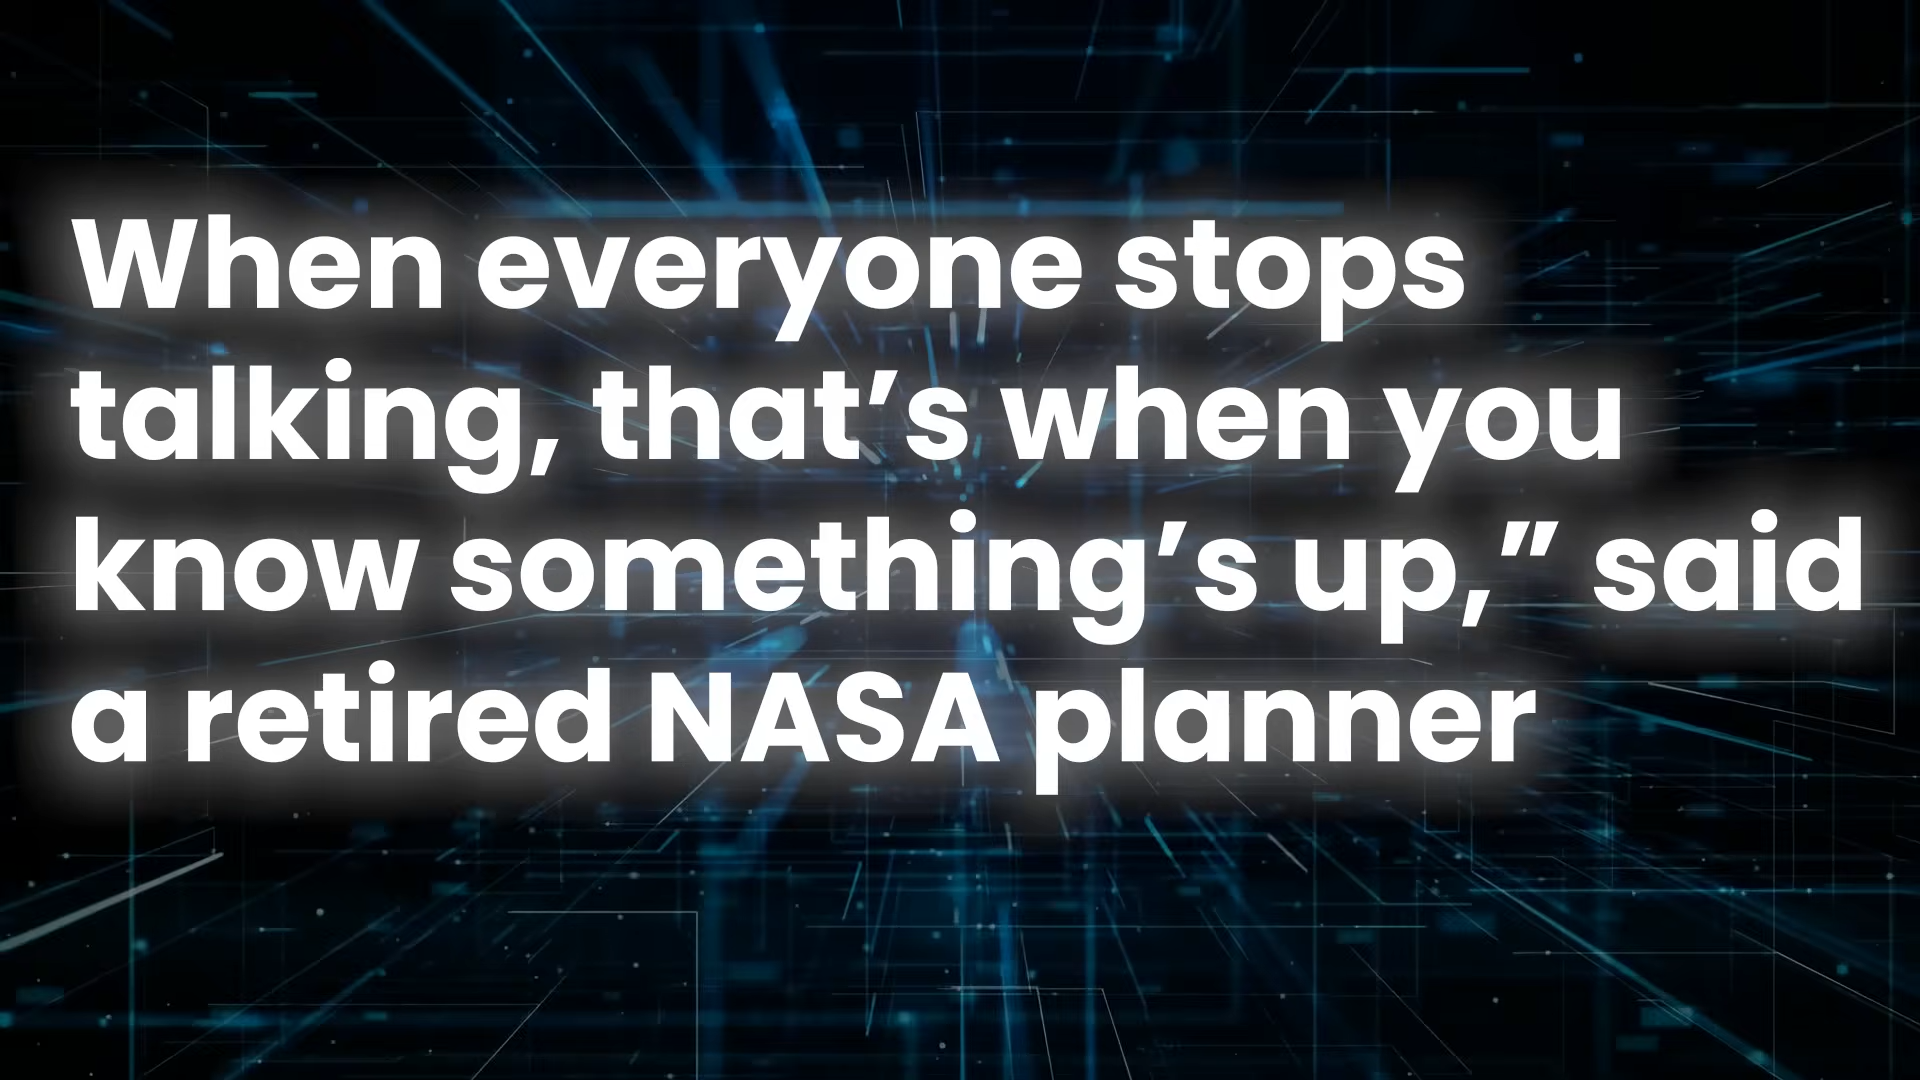 When everyone stops
talking, that’s when you
know something’s up,” said
a retired NASA planner